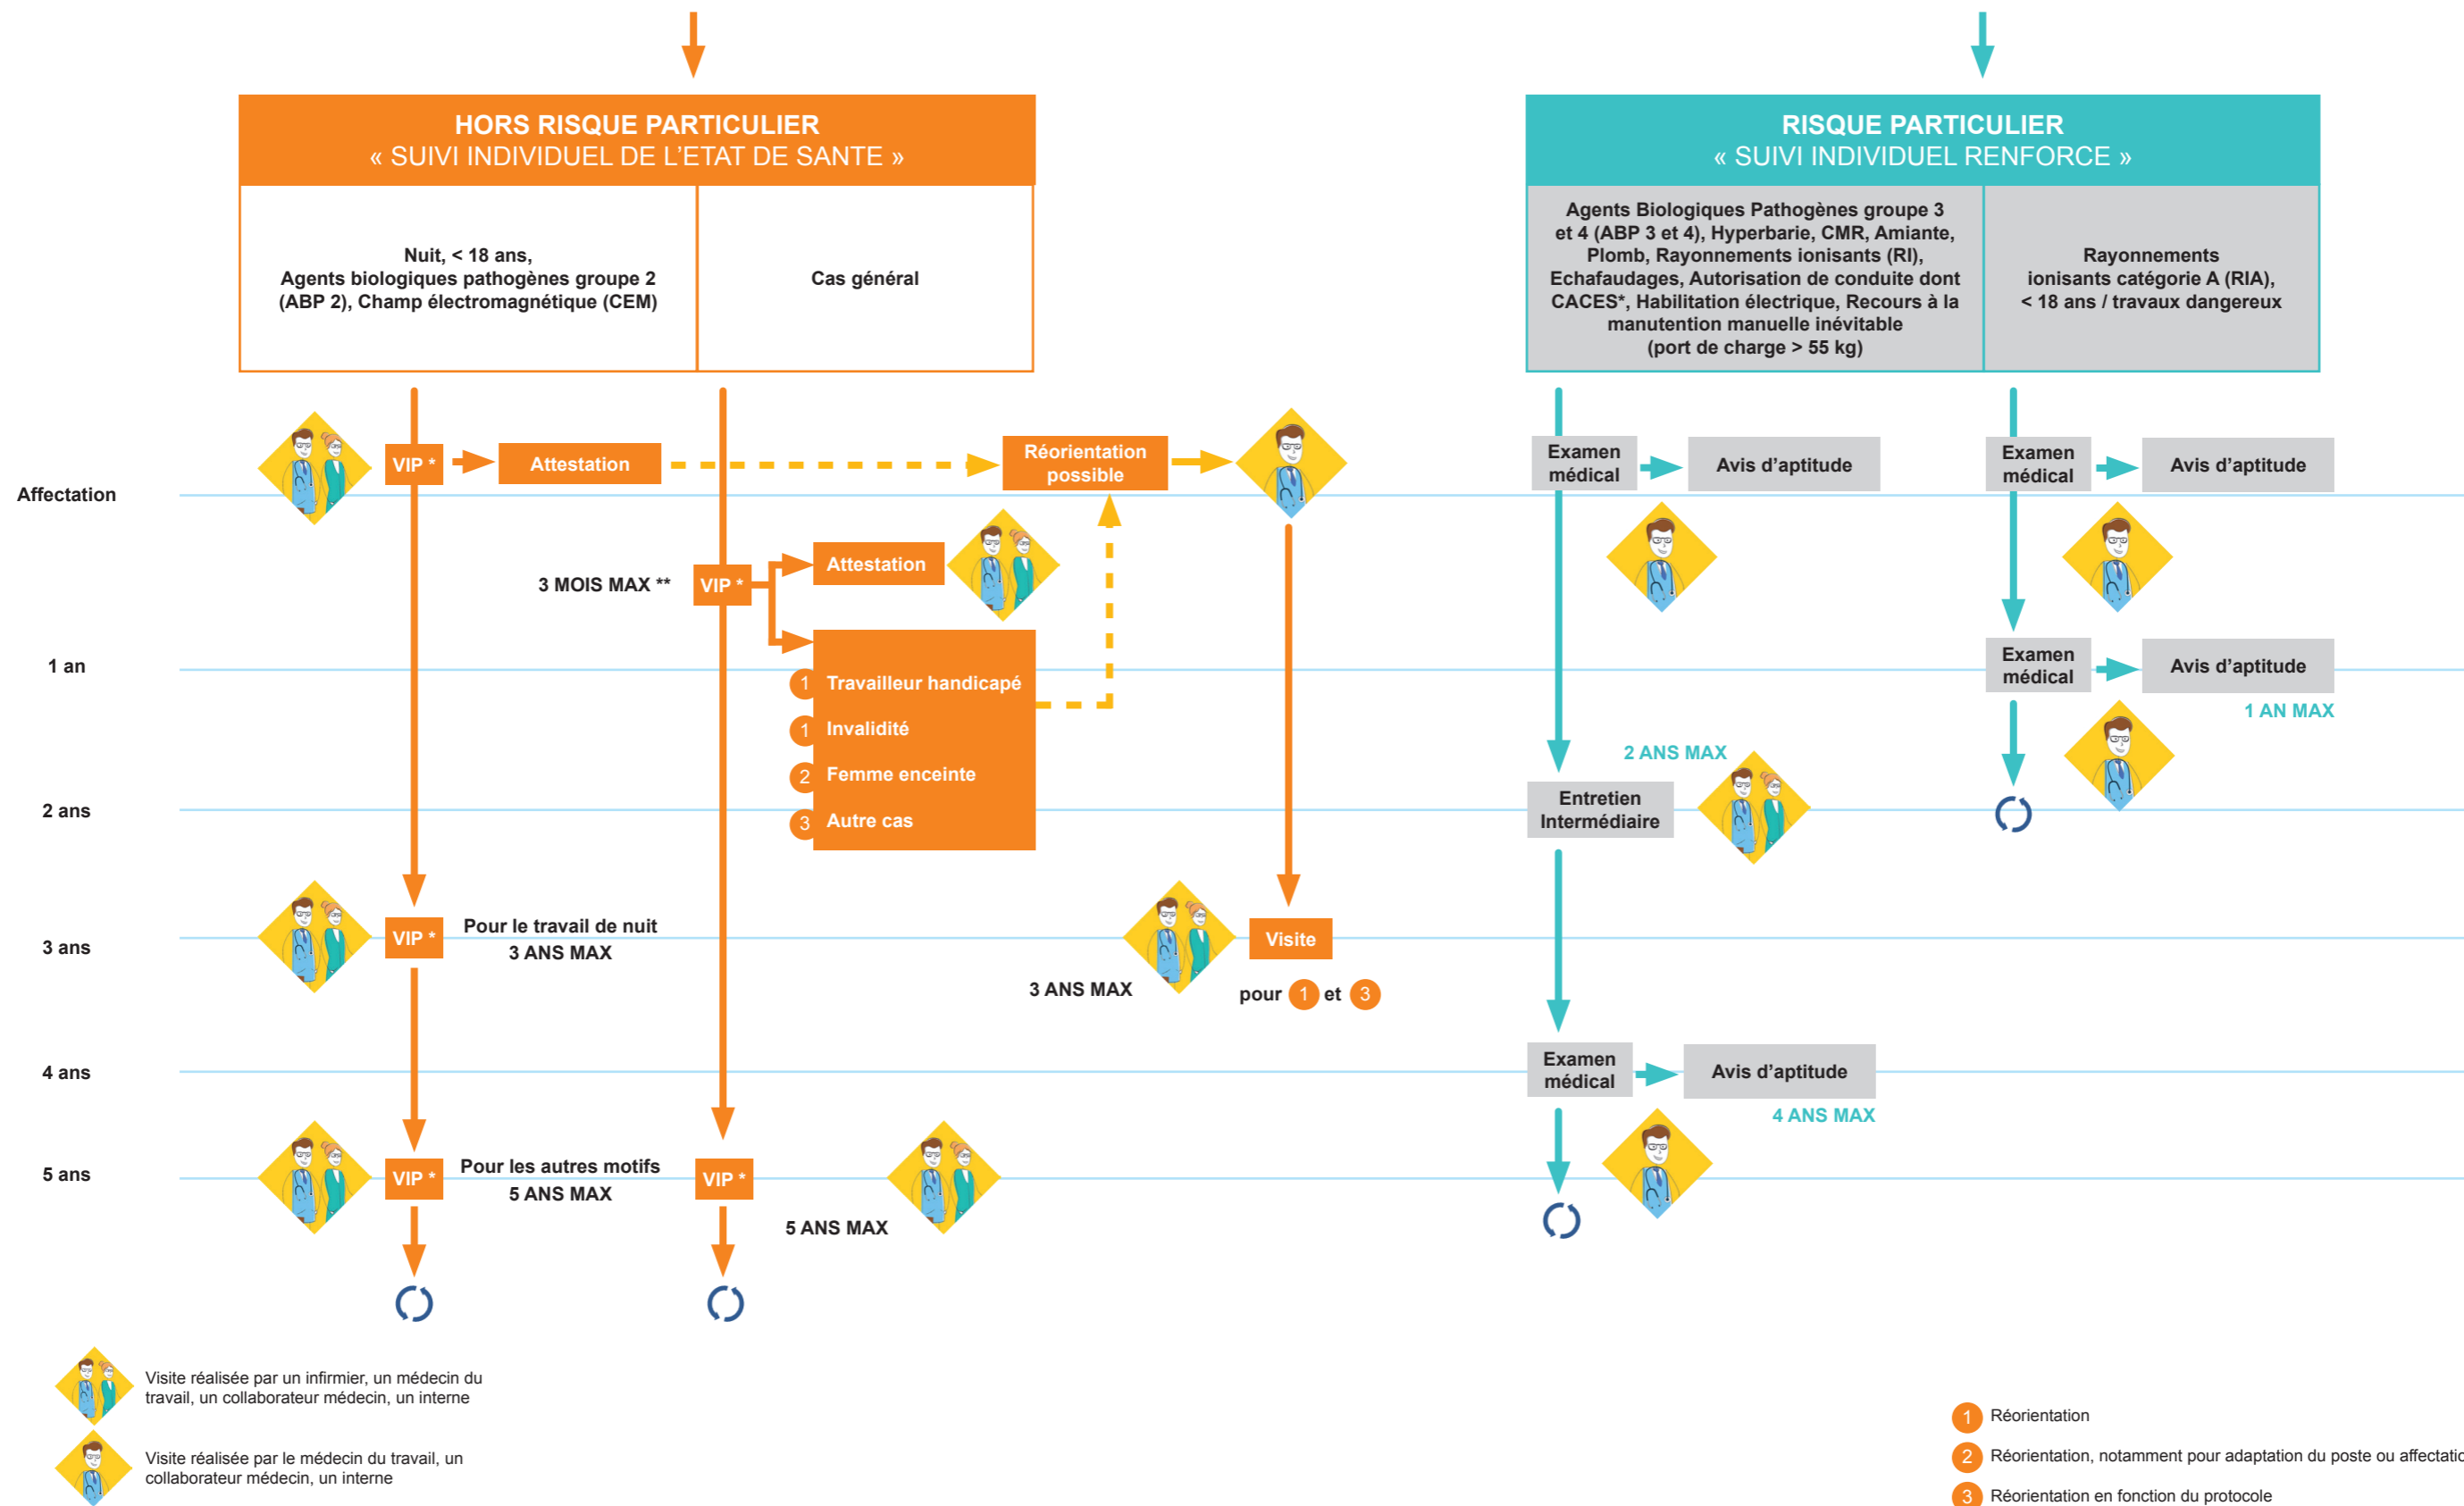 HORS RISQUE PARTICULIER
« SUIVI INDIVIDUEL DE L'ETAT DE SANTE »
Nuit, < 18 ans,
Agents biologiques pathogènes groupe 2
(ABP 2), Champ électromagnétique (CEM)
Cas général
RISQUE PARTICULIER
« SUIVI INDIVIDUEL RENFORCE »
Agents Biologiques Pathogènes groupe 3
et 4 (ABP 3 et 4), Hyperbarie, CMR, Amiante,
Plomb, Rayonnements ionisants (RI),
Echafaudages, Autorisation de conduite dont
CACES*, Habilitation électrique, Recours à la
manutention manuelle inévitable
(port de charge > 55 kg)
Rayonnements
ionisants catégorie A (RIA),
< 18 ans / travaux dangereux
Affectation
VIP *
Attestation
Réorientation
possible
Examen
médical
Avis d'aptitude
Examen
médical
Avis d'aptitude
3 MOIS MAX **
VIP *
Attestation
1 an
1 Travailleur handicapé
1 Invalidité
2 Femme enceinte
3 Autre cas
Examen
médical
Avis d'aptitude
1 AN MAX
2 ans
2 ANS MAX
Entretien
Intermédiaire
3 ans
VIP *
Pour le travail de nuit
3 ANS MAX
3 ANS MAX
Visite
pour 1 et 3
4 ans
Examen
médical
Avis d'aptitude
4 ANS MAX
5 ans
VIP *
Pour les autres motifs
5 ANS MAX
VIP *
5 ANS MAX
Visite réalisée par un infirmier, un médecin du
travail, un collaborateur médecin, un interne
Visite réalisée par le médecin du travail, un
collaborateur médecin, un interne
1 Réorientation
2 Réorientation, notamment pour adaptation du poste ou affectatio
3 Réorientation en fonction du protocole